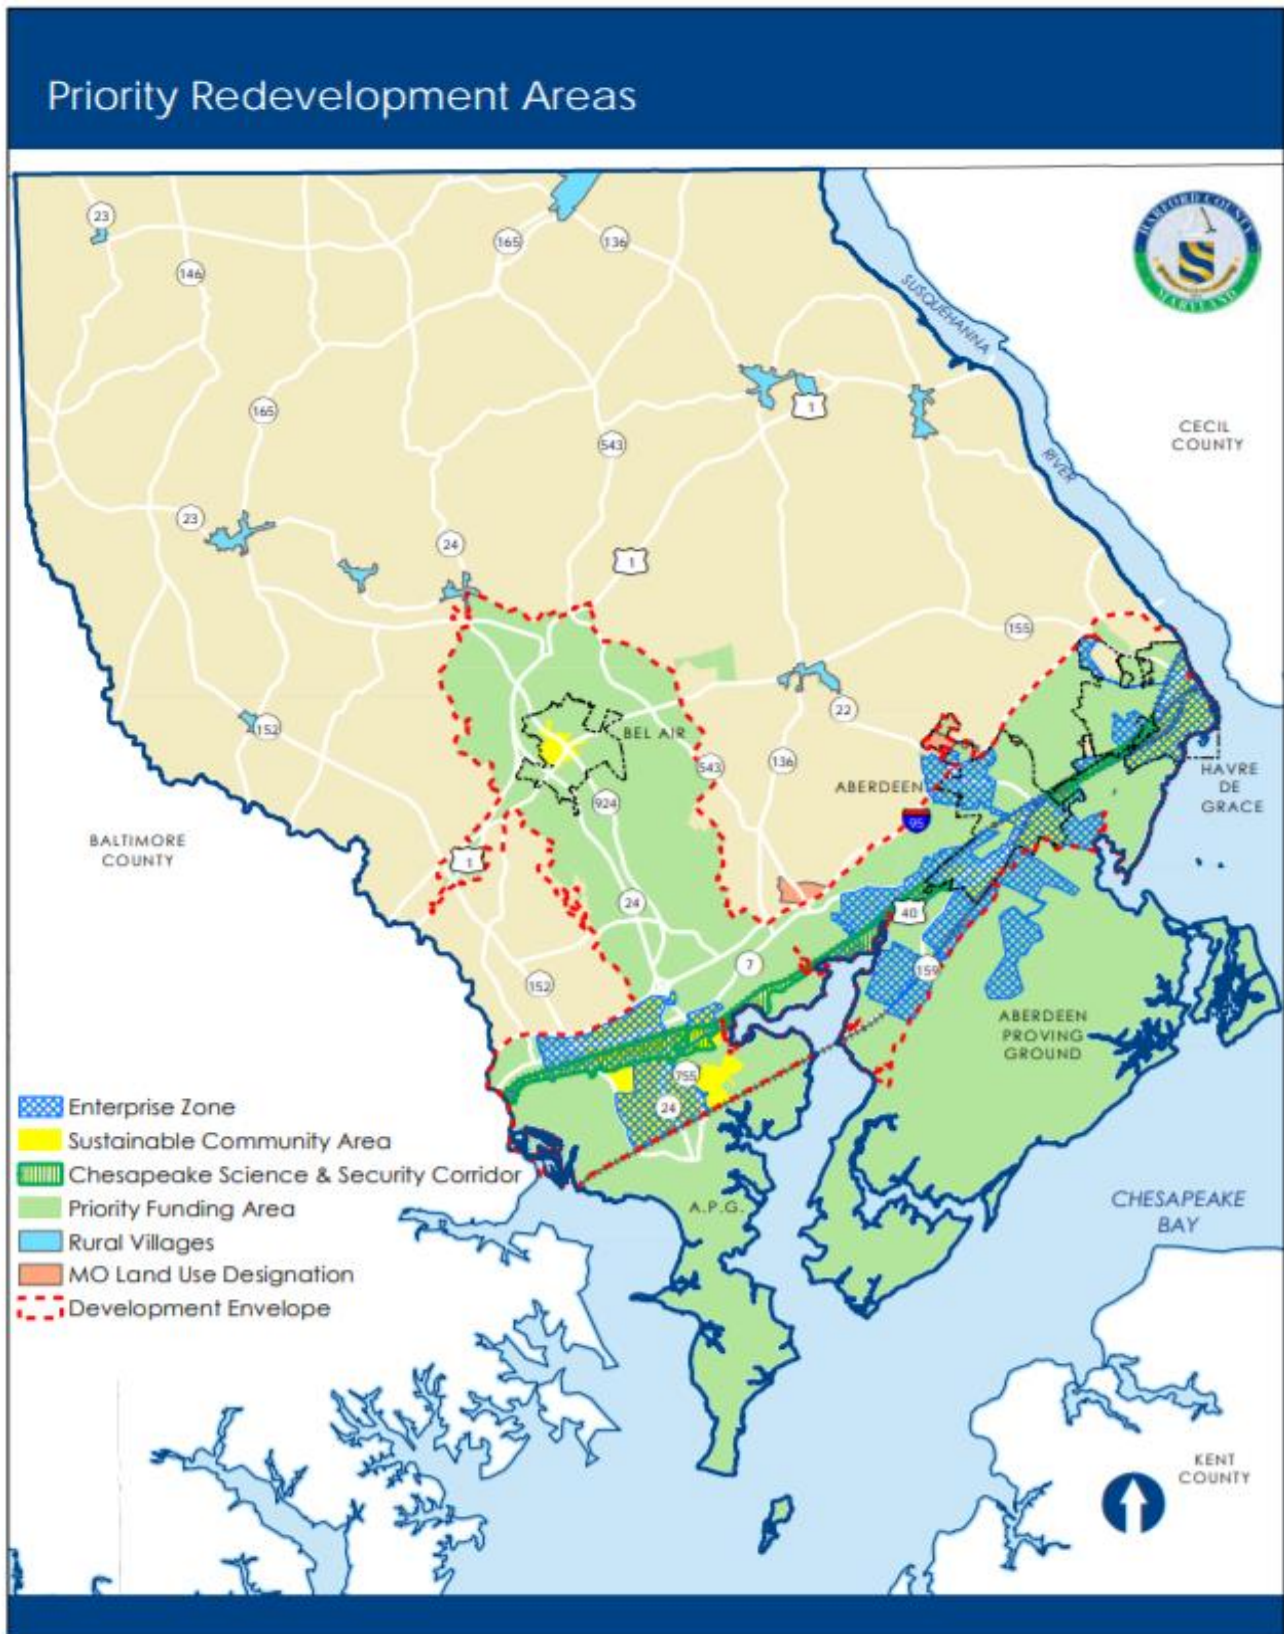 Priority Redevelopment Areas
HARFORD COUNTY
MARYLAND
23
165
136
146
SUSQUEHANNA
RIVER
1
165
CECIL
COUNTY
543
23
24
1
155
22
152
BEL AIR
543
136
ABERDEEN
HAVRE
DE
GRACE
924
95
BALTIMORE
COUNTY
1
24
40
7
159
152
ABERDEEN
PROVING
GROUND
755
24
Enterprise Zone
Sustainable Community Area
Chesapeake Science & Security Corridor
Priority Funding Area
Rural Villages
MO Land Use Designation
Development Envelope
A.P.G.
CHESAPEAKE
BAY
KENT
COUNTY